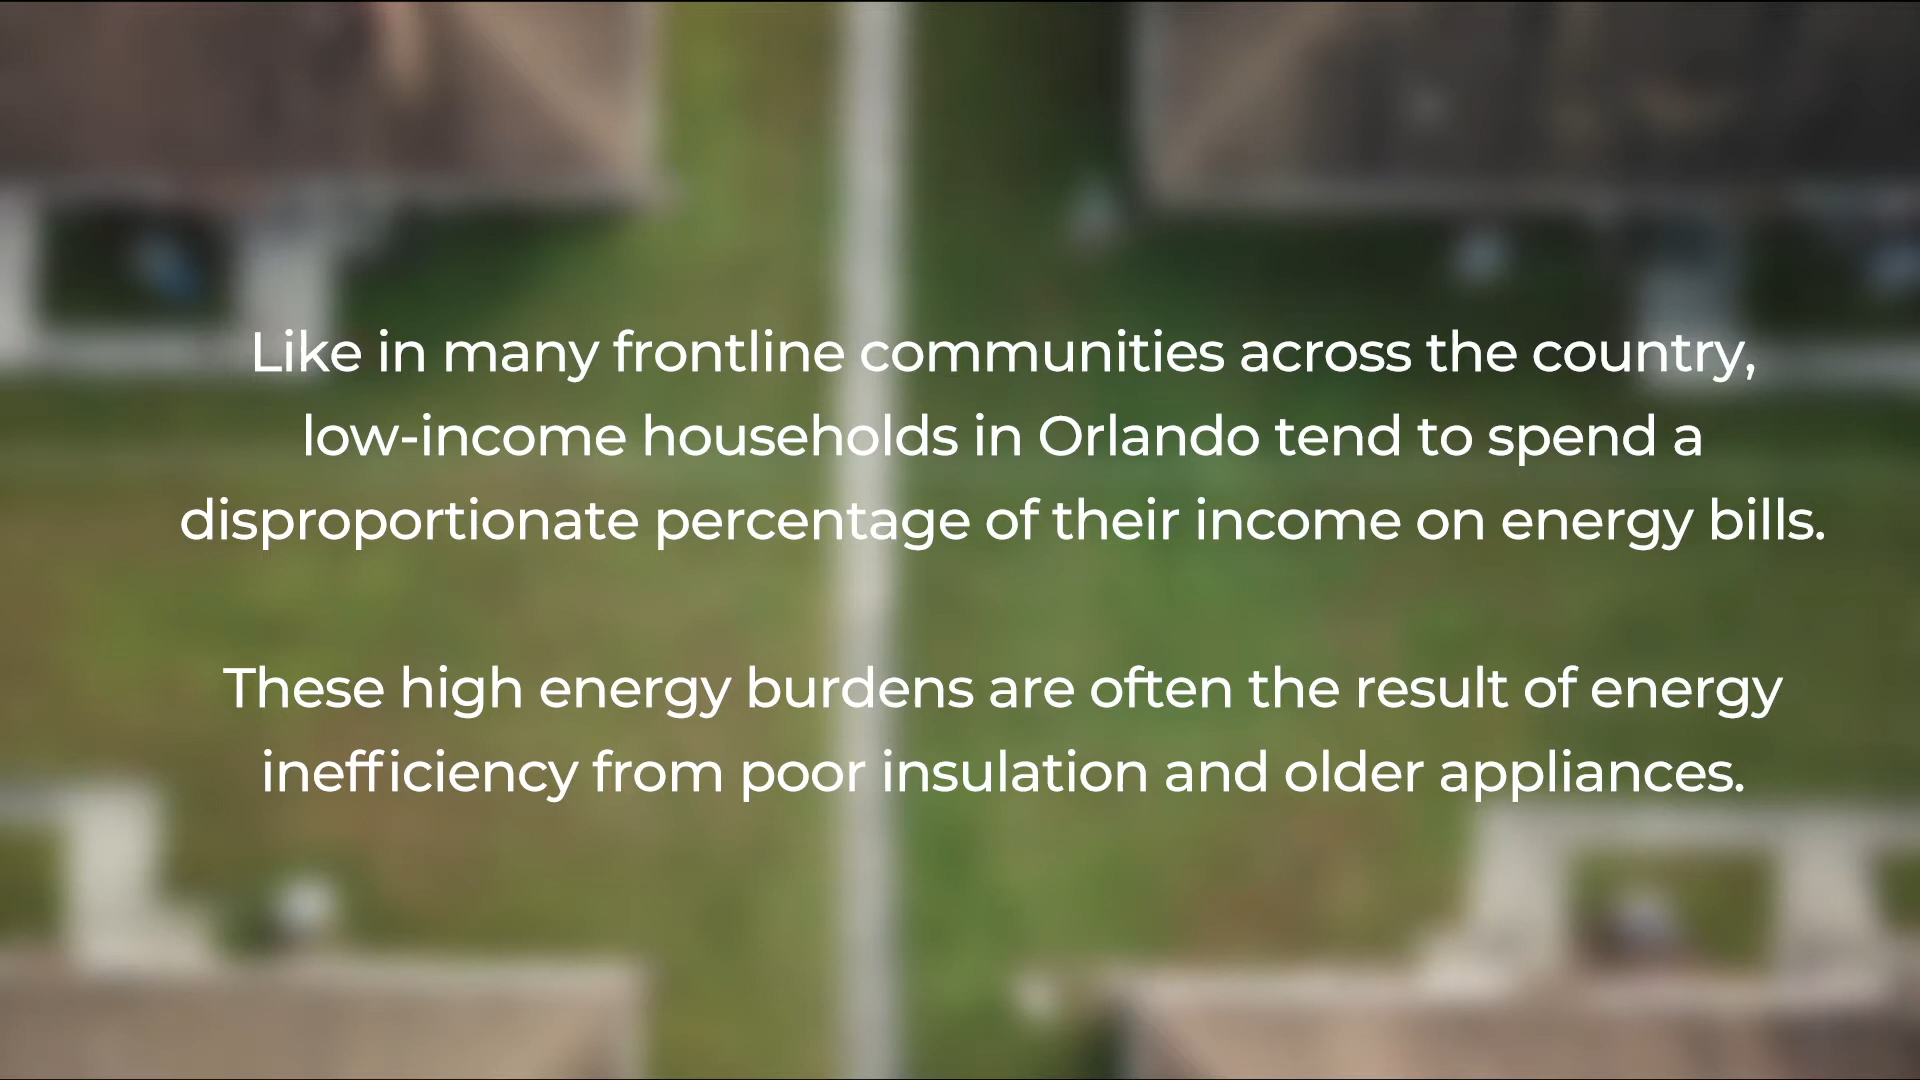 Like in many frontline communities across the country,
low-income households in Orlando tend to spend a
disproportionate percentage of their income on energy bills.
These high energy burdens are often the result of energy
inefficiency from poor insulation and older appliances.